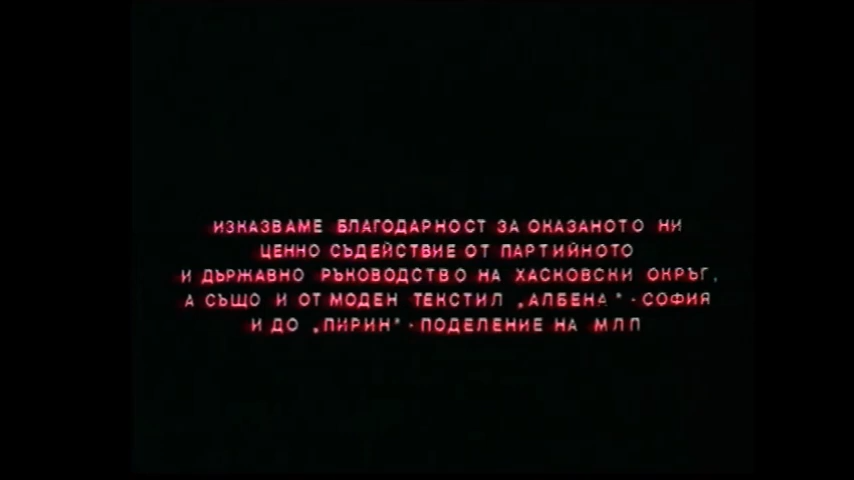 ИЗКАЗВАМЕ БЛАГОДАРНОСТ ЗА ОКАЗАНОТО НИ
ЦЕННО СЪДЕЙСТВИЕ ОТ ПАРТИЙНОТО
И ДЪРЖАВНО РЪКОВОДСТВО НА ХАСКОВСКИ ОКРЪГ,
А СЪЩО И ОТ МОДЕН ТЕКСТИЛ „АЛБЕНА" - СОФИЯ
И ДО „ПИРИН" - ПОДЕЛЕНИЕ НА МЛП